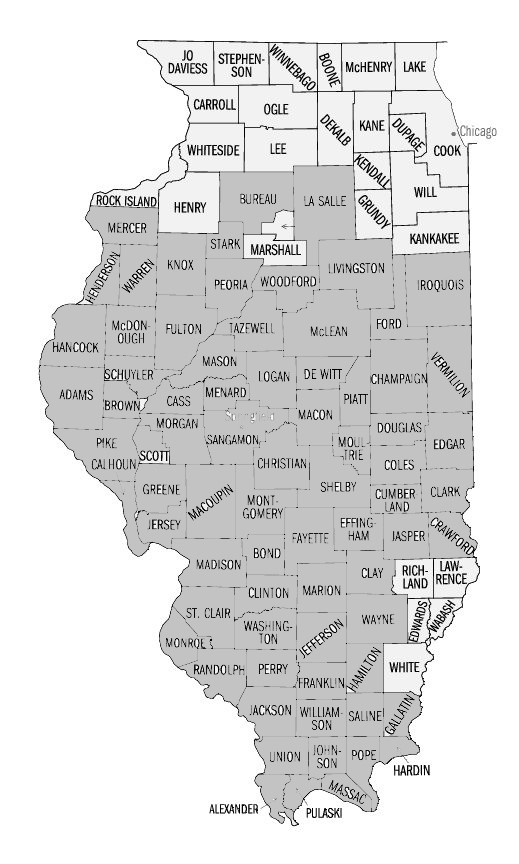 JO
DAVIESS
STEPHEN-
SON
WINNEBAGO
BOONE
McHENRY
LAKE
CARROLL
OGLE
DEKALB
KANE
DUPAGE
COOK
Chicago
WHITESIDE
LEE
KENDALL
WILL
ROCK ISLAND
HENRY
BUREAU
LA SALLE
GRUNDY
KANKAKEE
MERCER
STARK
MARSHALL
HENDERSON
WARREN
KNOX
PEORIA
WOODFORD
LIVINGSTON
IROQUOIS
HANCOCK
McDON-
OUGH
FULTON
TAZEWELL
McLEAN
FORD
SCHUYLER
MASON
LOGAN
DE WITT
CHAMPAIGN
VERMILION
ADAMS
BROWN
CASS
MENARD
MACON
PIATT
MORGAN
SANGAMON
DOUGLAS
PIKE
SCOTT
CHRISTIAN
MOUL-
TRIE
COLES
EDGAR
CALHOUN
GREENE
MACOUPIN
MONT-
GOMERY
SHELBY
CUMBER
LAND
CLARK
JERSEY
FAYETTE
EFFING-
HAM
JASPER
CRAWFORD
MADISON
BOND
CLAY
RICH-
LAND
LAW-
RENCE
CLINTON
MARION
ST. CLAIR
WASHING-
TON
JEFFERSON
WAYNE
EDWARDS
WABASH
MONROE
RANDOLPH
PERRY
FRANKLIN
HAMILTON
WHITE
JACKSON
WILLIAM-
SON
SALINE
GALLATIN
UNION
JOHN-
SON
POPE
HARDIN
ALEXANDER
PULASKI
MASSAC